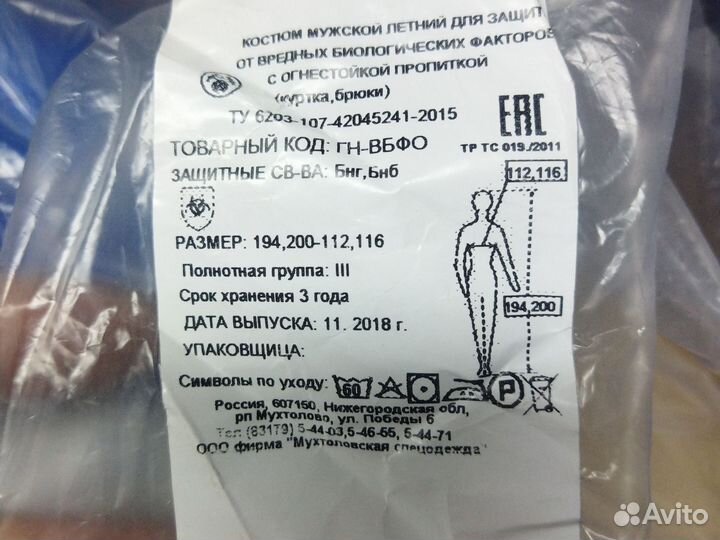 КОСТЮМ МУЖСКОЙ ЛЕТНИЙ ДЛЯ ЗАЩИТ
ОТ ВРЕДНЫХ БИОЛОГИЧЕСКИХ ФАКТОРОВ
С ОГНЕСТОЙКОЙ ПРОПИТКОЙ
(куртка,брюки)
ТУ 6203-107-42045241-2015
ЕАС
ТОВАРНЫЙ КОД: ГН-ВБФО
ТР ТС 019./2011
ЗАЩИТНЫЕ СВ-ВА: Бнг,Бнб
112,116
РАЗМЕР: 194,200-112,116
Полнотная группа: III
Срок хранения 3 года
194,200
ДАТА ВЫПУСКА: 11. 2018 г.
УПАКОВЩИЦА:
Символы по уходу: 60 P
Россия, 607150, Нижегородская обл,
рп Мухтолово, ул. Победы 6
Тел (83179) 5-44-03,5-46-55, 5-44-71
ООО фирма "Мухтоловская спецодежда"
Avito